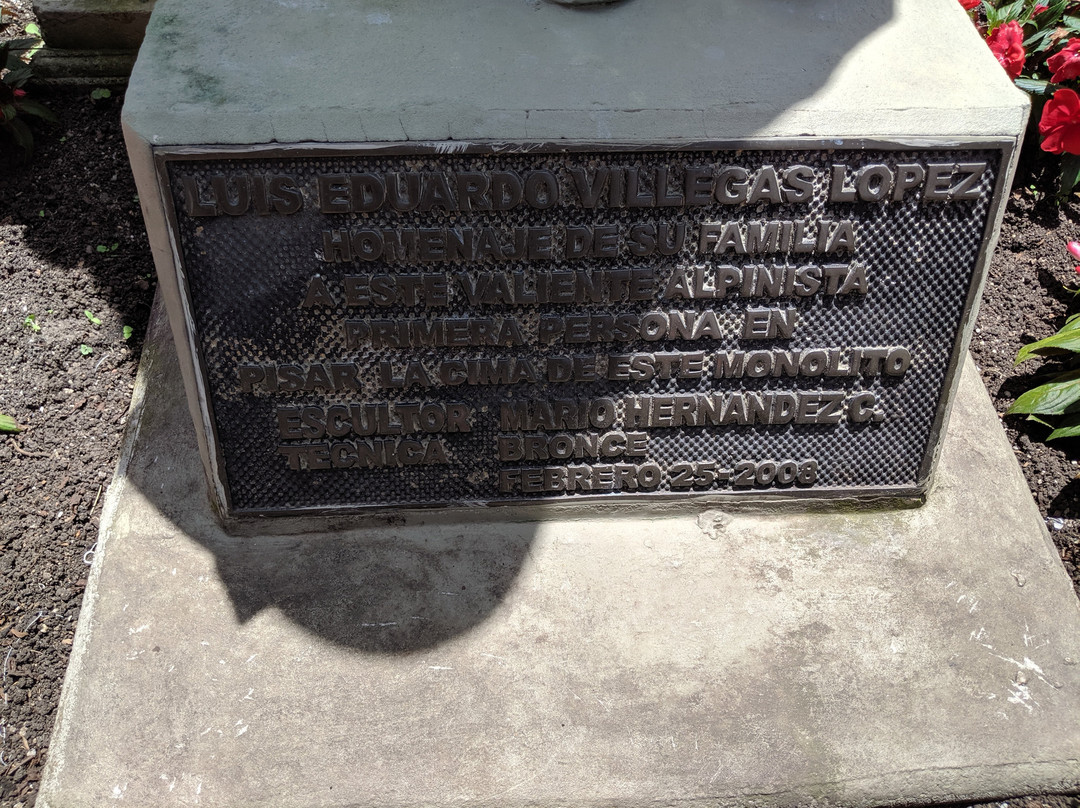 LUIS EDUARDO VILLEGAS LOPEZ
HOMENAJE DE SU FAMILIA
A ESTE VALIENTE ALPINISTA
PRIMERA PERSONA EN
PISAR LA CIMA DE ESTE MONOLITO
ESCULTOR MARIO HERNANDEZ C.
TECNICA BRONCE
FEBRERO 25-2008